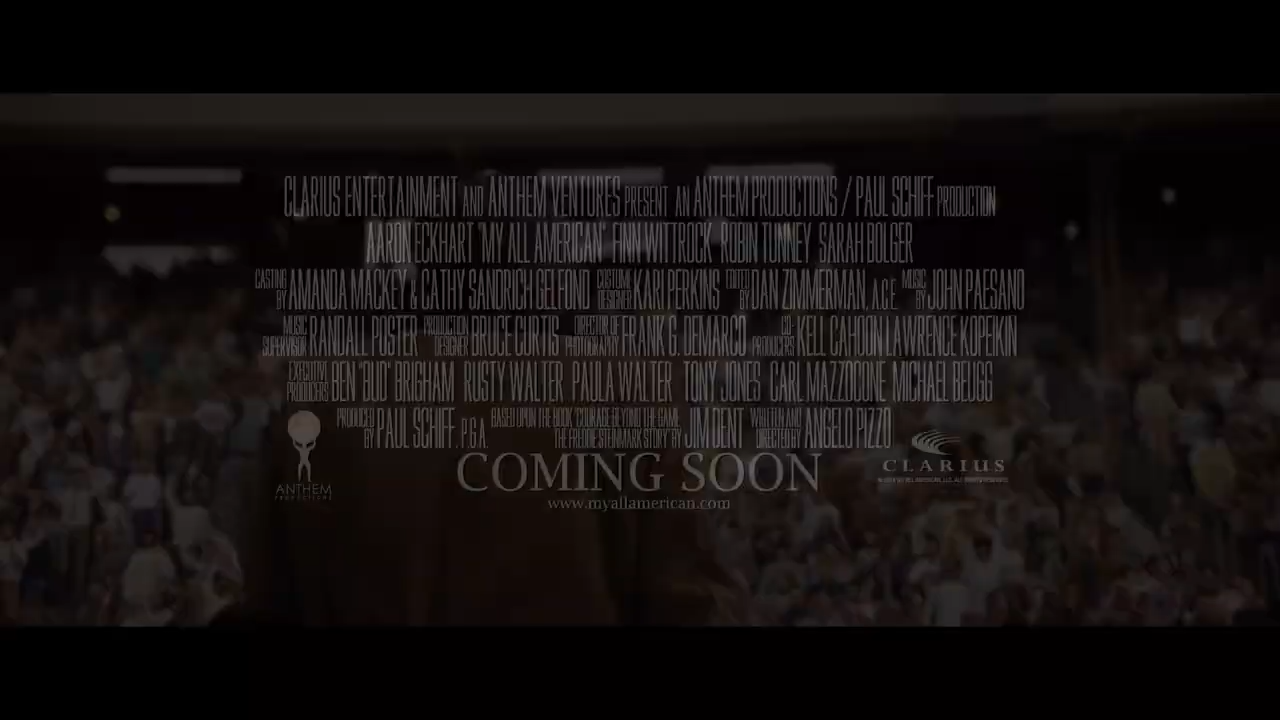 CLARIUS ENTERTAINMENT AND ANTHEM VENTURES PRESENT AN ANTHEM PRODUCTIONS / PAUL SCHIFF PRODUCTION
AARON ECKHART "MY ALL AMERICAN" FINN WITTROCK ROBIN TUNNEY SARAH BOLGER
CASTING BY AMANDA MACKEY & CATHY SANDRICH GELFOND COSTUME DESIGNER KARI PERKINS EDITED BY DAN ZIMMERMAN, A.C.E. MUSIC BY JOHN PAESANO
MUSIC SUPERVISOR RANDALL POSTER PRODUCTION DESIGNER BRUCE CURTIS DIRECTOR OF PHOTOGRAPHY FRANK G. DEMARCO CO-PRODUCERS KELL CAHOON LAWRENCE KOPEIKIN
EXECUTIVE PRODUCERS BEN "BUD" BRIGHAM RUSTY WALTER PAULA WALTER TONY JONES CARL MAZZOCONE MICHAEL BEUGG
PRODUCED BY PAUL SCHIFF, P.G.A. BASED UPON THE BOOK, COURAGE BEYOND THE GAME: THE FREDDIE STEINMARK STORY BY JIM DENT WRITTEN AND DIRECTED BY ANGELO PIZZO
COMING SOON
www.myallamerican.com
ANTHEM
PRODUCTIONS
CLARIUS